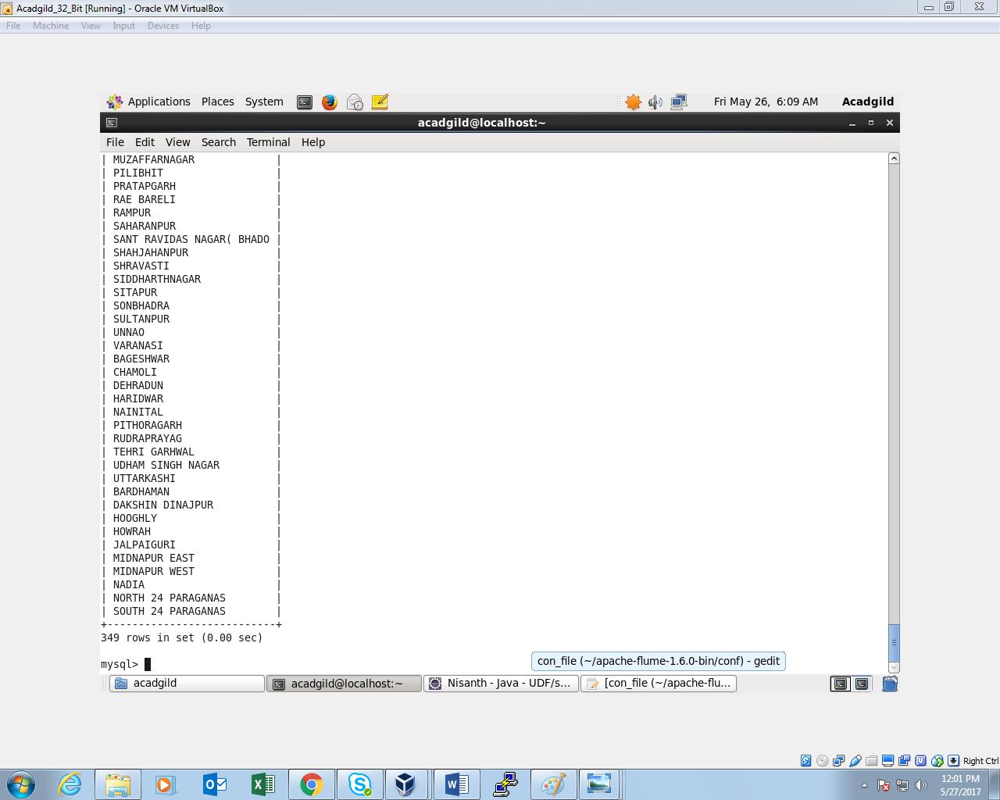 Acadgild_32_Bit [Running] - Oracle VM VirtualBox
File Machine View Input Devices Help
Applications Places System Fri May 26, 6:09 AM Acadgild
acadgild@localhost:~
File Edit View Search Terminal Help
| MUZAFFARNAGAR |
| PILIBHIT |
| PRATAPGARH |
| RAE BARELI |
| RAMPUR |
| SAHARANPUR |
| SANT RAVIDAS NAGAR( BHADO |
| SHAHJAHANPUR |
| SHRAVASTI |
| SIDDHARTHNAGAR |
| SITAPUR |
| SONBHADRA |
| SULTANPUR |
| UNNAO |
| VARANASI |
| BAGESHWAR |
| CHAMOLI |
| DEHRADUN |
| HARIDWAR |
| NAINITAL |
| PITHORAGARH |
| RUDRAPRAYAG |
| TEHRI GARHWAL |
| UDHAM SINGH NAGAR |
| UTTARKASHI |
| BARDHAMAN |
| DAKSHIN DINAJPUR |
| HOOGHLY |
| HOWRAH |
| JALPAIGURI |
| MIDNAPUR EAST |
| MIDNAPUR WEST |
| NADIA |
| NORTH 24 PARAGANAS |
| SOUTH 24 PARAGANAS |
+---------------------------+
349 rows in set (0.00 sec)
mysql>
con_file (~/apache-flume-1.6.0-bin/conf) - gedit
acadgild acadgild@localhost:~ Nisanth - Java - UDF/s... [con_file (~/apache-flu...
Right Ctrl
12:01 PM
5/27/2017